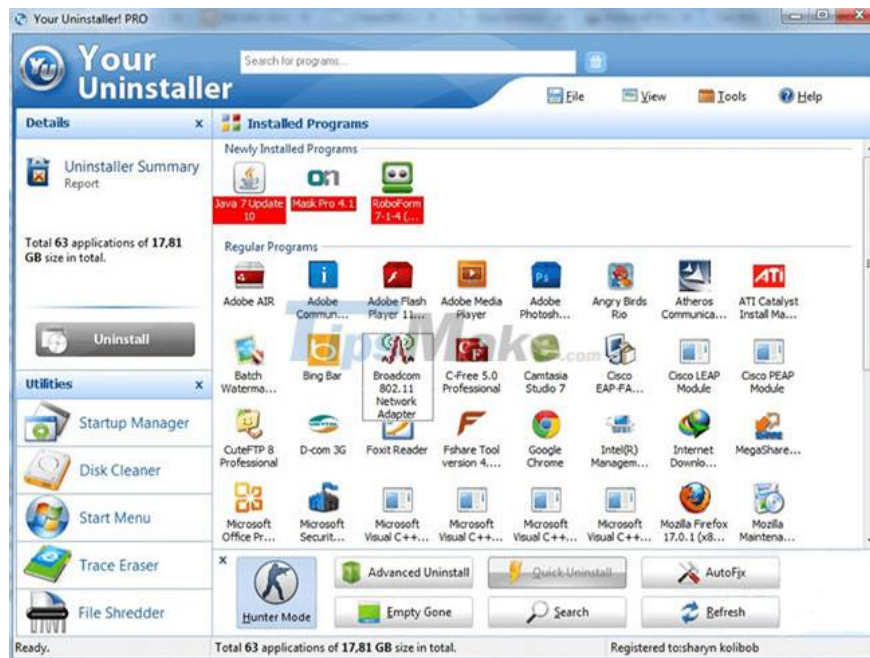 Your Uninstaller! PRO
Your
Uninstaller
Search for programs...
File
View
Tools
Help
Details
x
Uninstaller Summary
Report
Total 63 applications of 17,81
GB size in total.
Uninstall
Utilities
x
Startup Manager
Disk Cleaner
Start Menu
Trace Eraser
File Shredder
Installed Programs
Newly Installed Programs
Java 7 Update
10
on
Mask Pro 4.1
RoboForm
7-1-4 (...
Regular Programs
Adobe AIR
Adobe
Commun...
Adobe Flash
Player 11...
Adobe Media
Player
Ps
Adobe
Photosh...
Angry Birds
Rio
Atheros
Communica...
ATI
ATI Catalyst
Install Ma...
Batch
Waterma...
Bing Bar
Broadcom
802.11
Network
Adapter
C-Free 5.0
Professional
Camtasia
Studio 7
Cisco
EAP-FA...
Cisco LEAP
Module
Cisco PEAP
Module
TipsMake.com
CuteFTP 8
Professional
D-com 3G
Foxit Reader
Fshare Tool
version 4....
Google
Chrome
Intel(R)
Managem...
Internet
Downlo...
MegaShare...
Microsoft
Office Pr...
Microsoft
Securit...
Microsoft
Visual C++...
Microsoft
Visual C++...
Microsoft
Visual C++...
Microsoft
Visual C++...
Mozilla Firefox
17.0.1 (x8...
Mozilla
Maintena...
x
Hunter Mode
Advanced Uninstall
Quick Uninstall
AutoFix
Empty Gone
Search
Refresh
Ready.
Total 63 applications of 17,81 GB size in total.
Registered to:sharyn kolibob